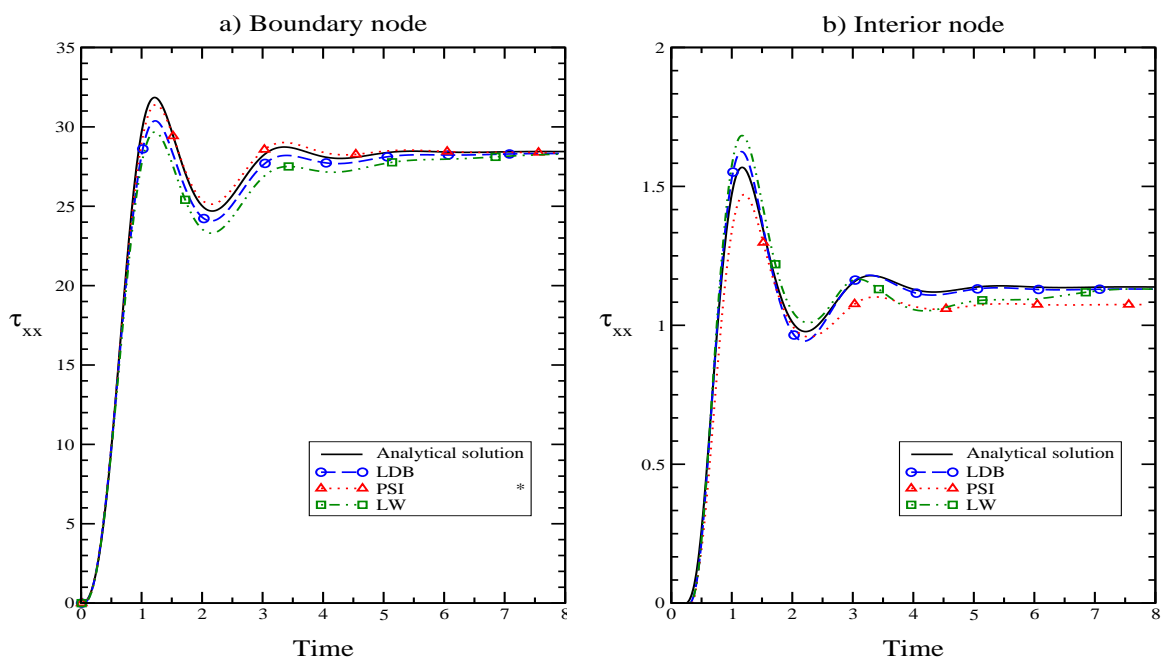 a) Boundary node
35
30
25
20
15
10
5
0
τxx
0 1 2 3 4 5 6 7 8
Time
Analytical solution
LDB
PSI *
LW
b) Interior node
2
1.5
1
0.5
0
τxx
0 1 2 3 4 5 6 7 8
Time
Analytical solution
LDB
PSI
LW